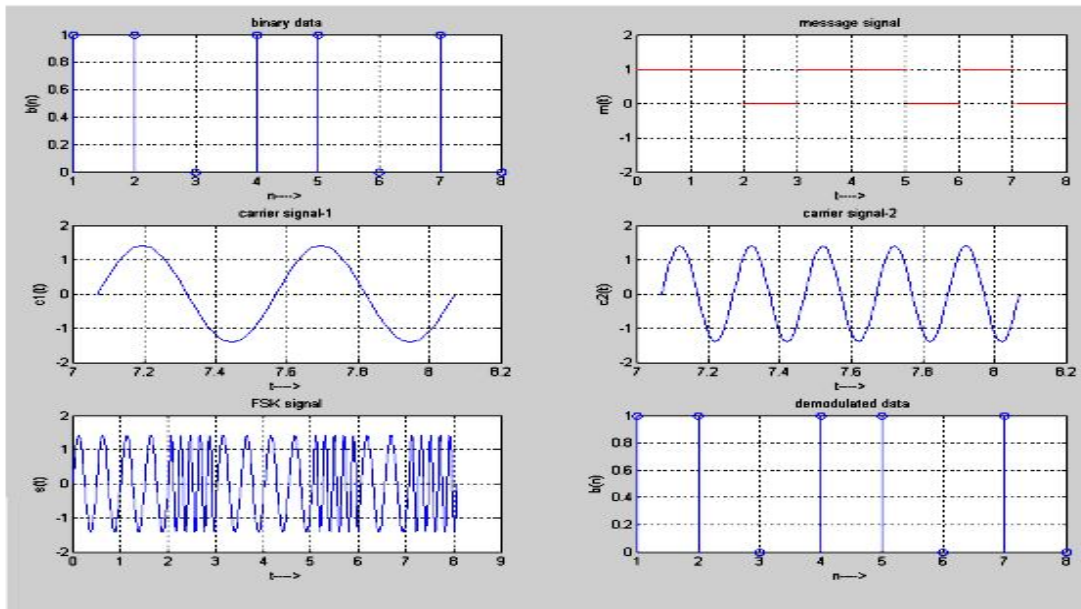 binary data
1
0.8
0.6
0.4
0.2
0
b(n)
1 2 3 4 5 6 7 8
n---->
message signal
2
1
0
-1
-2
m(t)
0 1 2 3 4 5 6 7 8
t---->
carrier signal-1
2
1
0
-1
-2
c1(t)
7 7.2 7.4 7.6 7.8 8 8.2
t---->
carrier signal-2
2
1
0
-1
-2
c2(t)
7 7.2 7.4 7.6 7.8 8 8.2
t---->
FSK signal
2
1
0
-1
-2
s(t)
0 1 2 3 4 5 6 7 8 9
t---->
demodulated data
1
0.8
0.6
0.4
0.2
0
b(n)
1 2 3 4 5 6 7 8
n---->